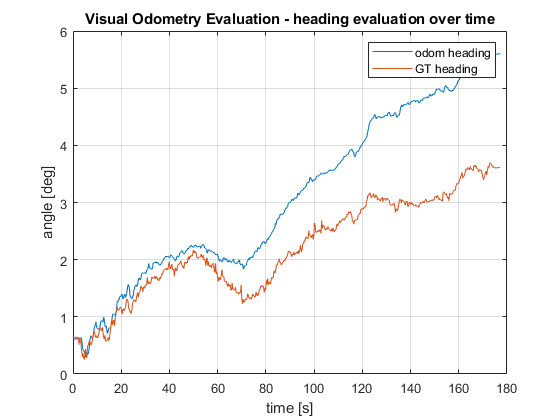 Visual Odometry Evaluation - heading evaluation over time
odom heading
GT heading
6
5
4
3
2
1
0
angle [deg]
0 20 40 60 80 100 120 140 160 180
time [s]